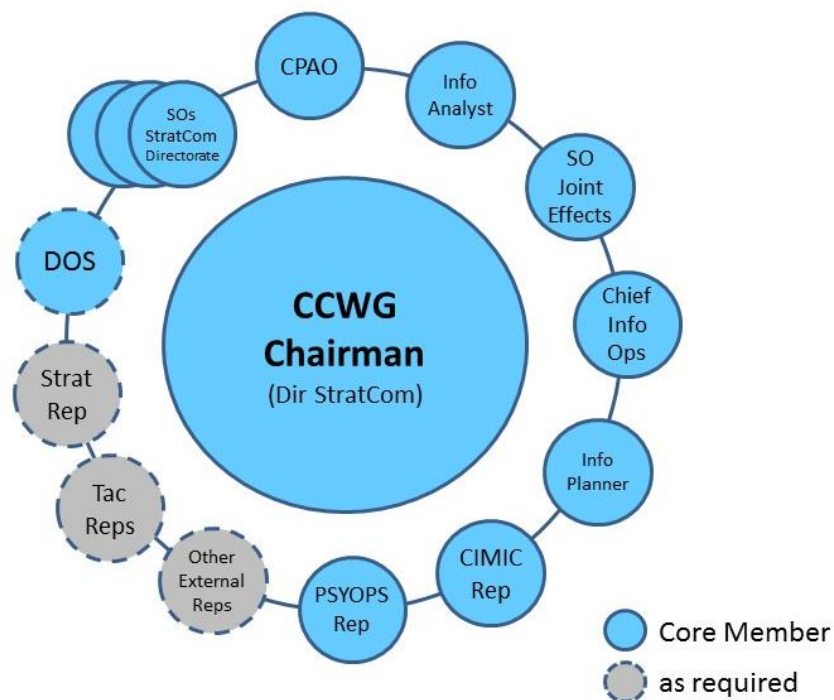 CPAO
Info
Analyst
SO
Joint
Effects
Chief
Info
Ops
Info
Planner
CIMIC
Rep
PSYOPS
Rep
Other
External
Reps
Tac
Reps
Strat
Rep
DOS
SOs
StratCom
Directorate
CCWG
Chairman
(Dir StratCom)
Core Member
as required